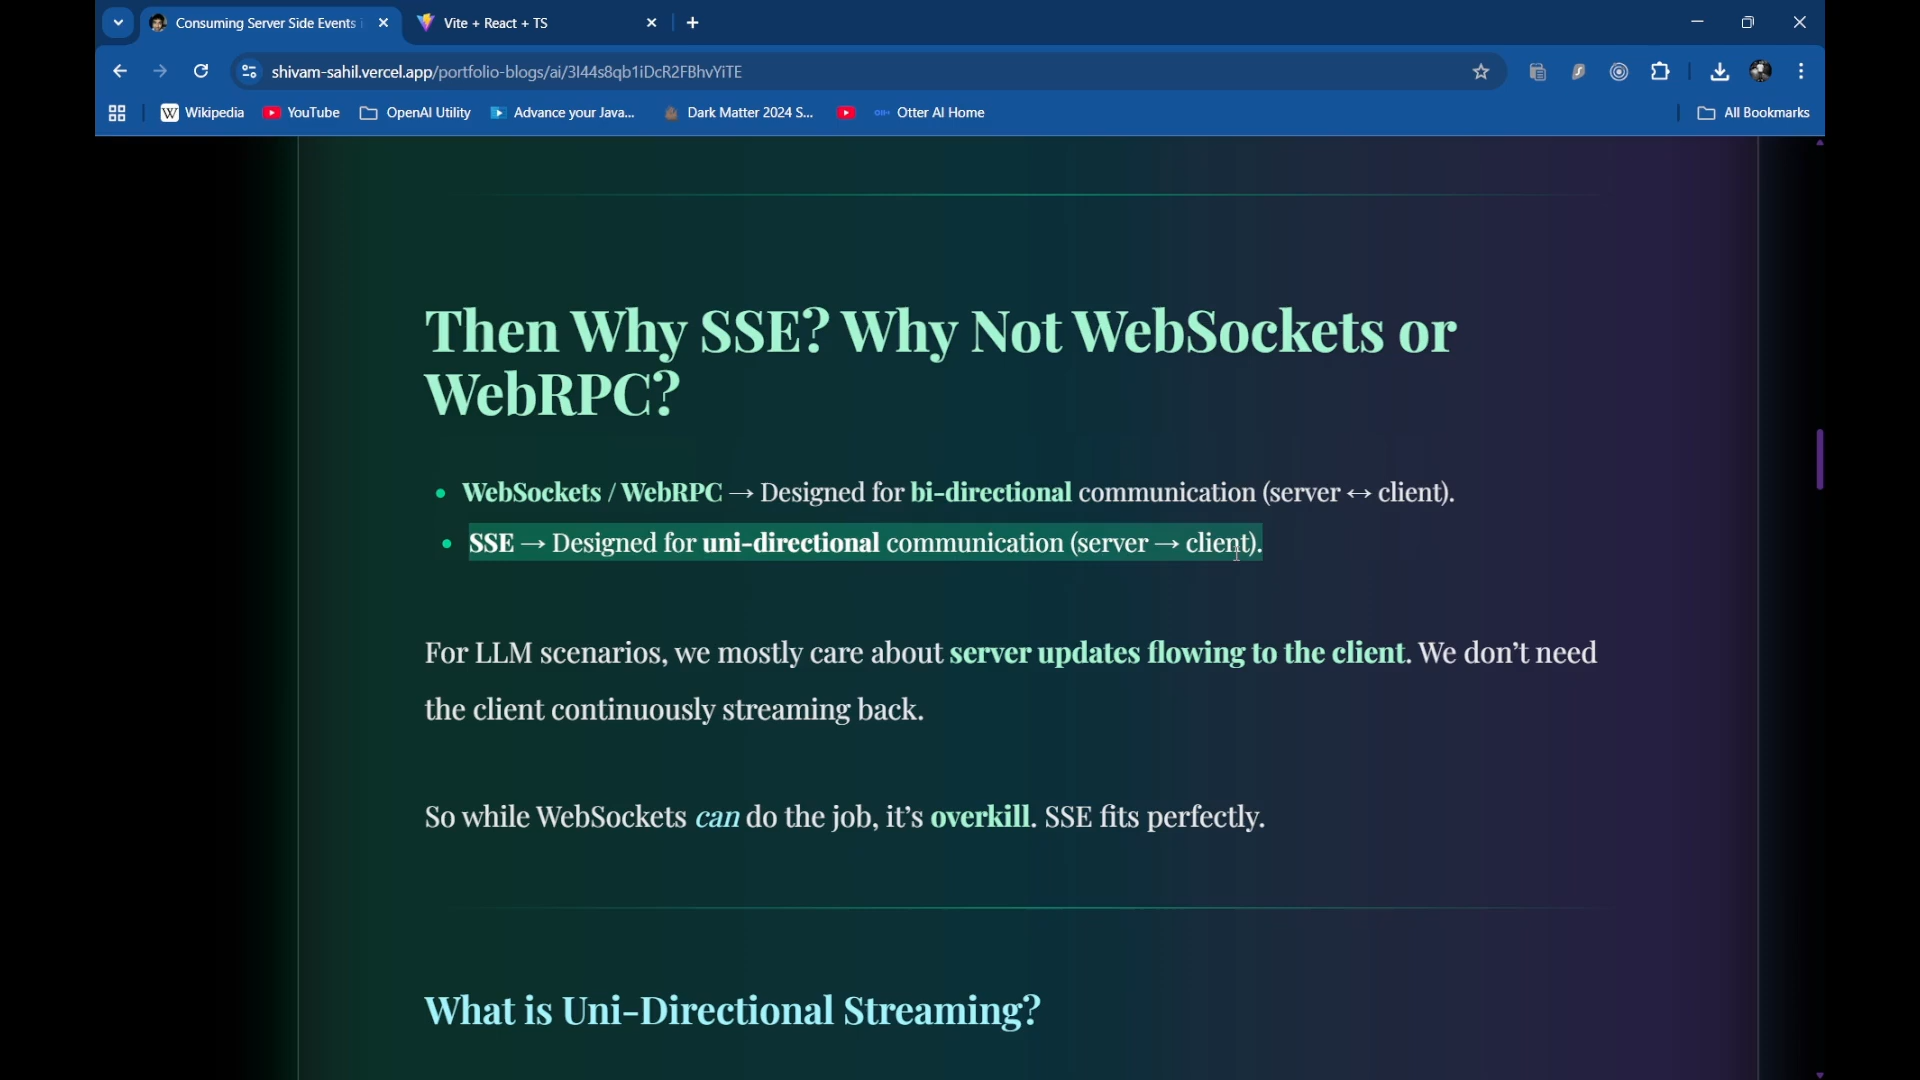 Consuming Server Side Events
Vite + React + TS
shivam-sahil.vercel.app/portfolio-blogs/ai/3I44s8qb1iDcR2FBhvYiTE
Wikipedia
YouTube
OpenAI Utility
Advance your Java...
Dark Matter 2024 S...
Otter AI Home
All Bookmarks
Then Why SSE? Why Not WebSockets or
WebRPC?
WebSockets / WebRPC → Designed for bi-directional communication (server ↔ client).
SSE → Designed for uni-directional communication (server → client).
For LLM scenarios, we mostly care about server updates flowing to the client. We don’t need
the client continuously streaming back.
So while WebSockets can do the job, it’s overkill. SSE fits perfectly.
What is Uni-Directional Streaming?